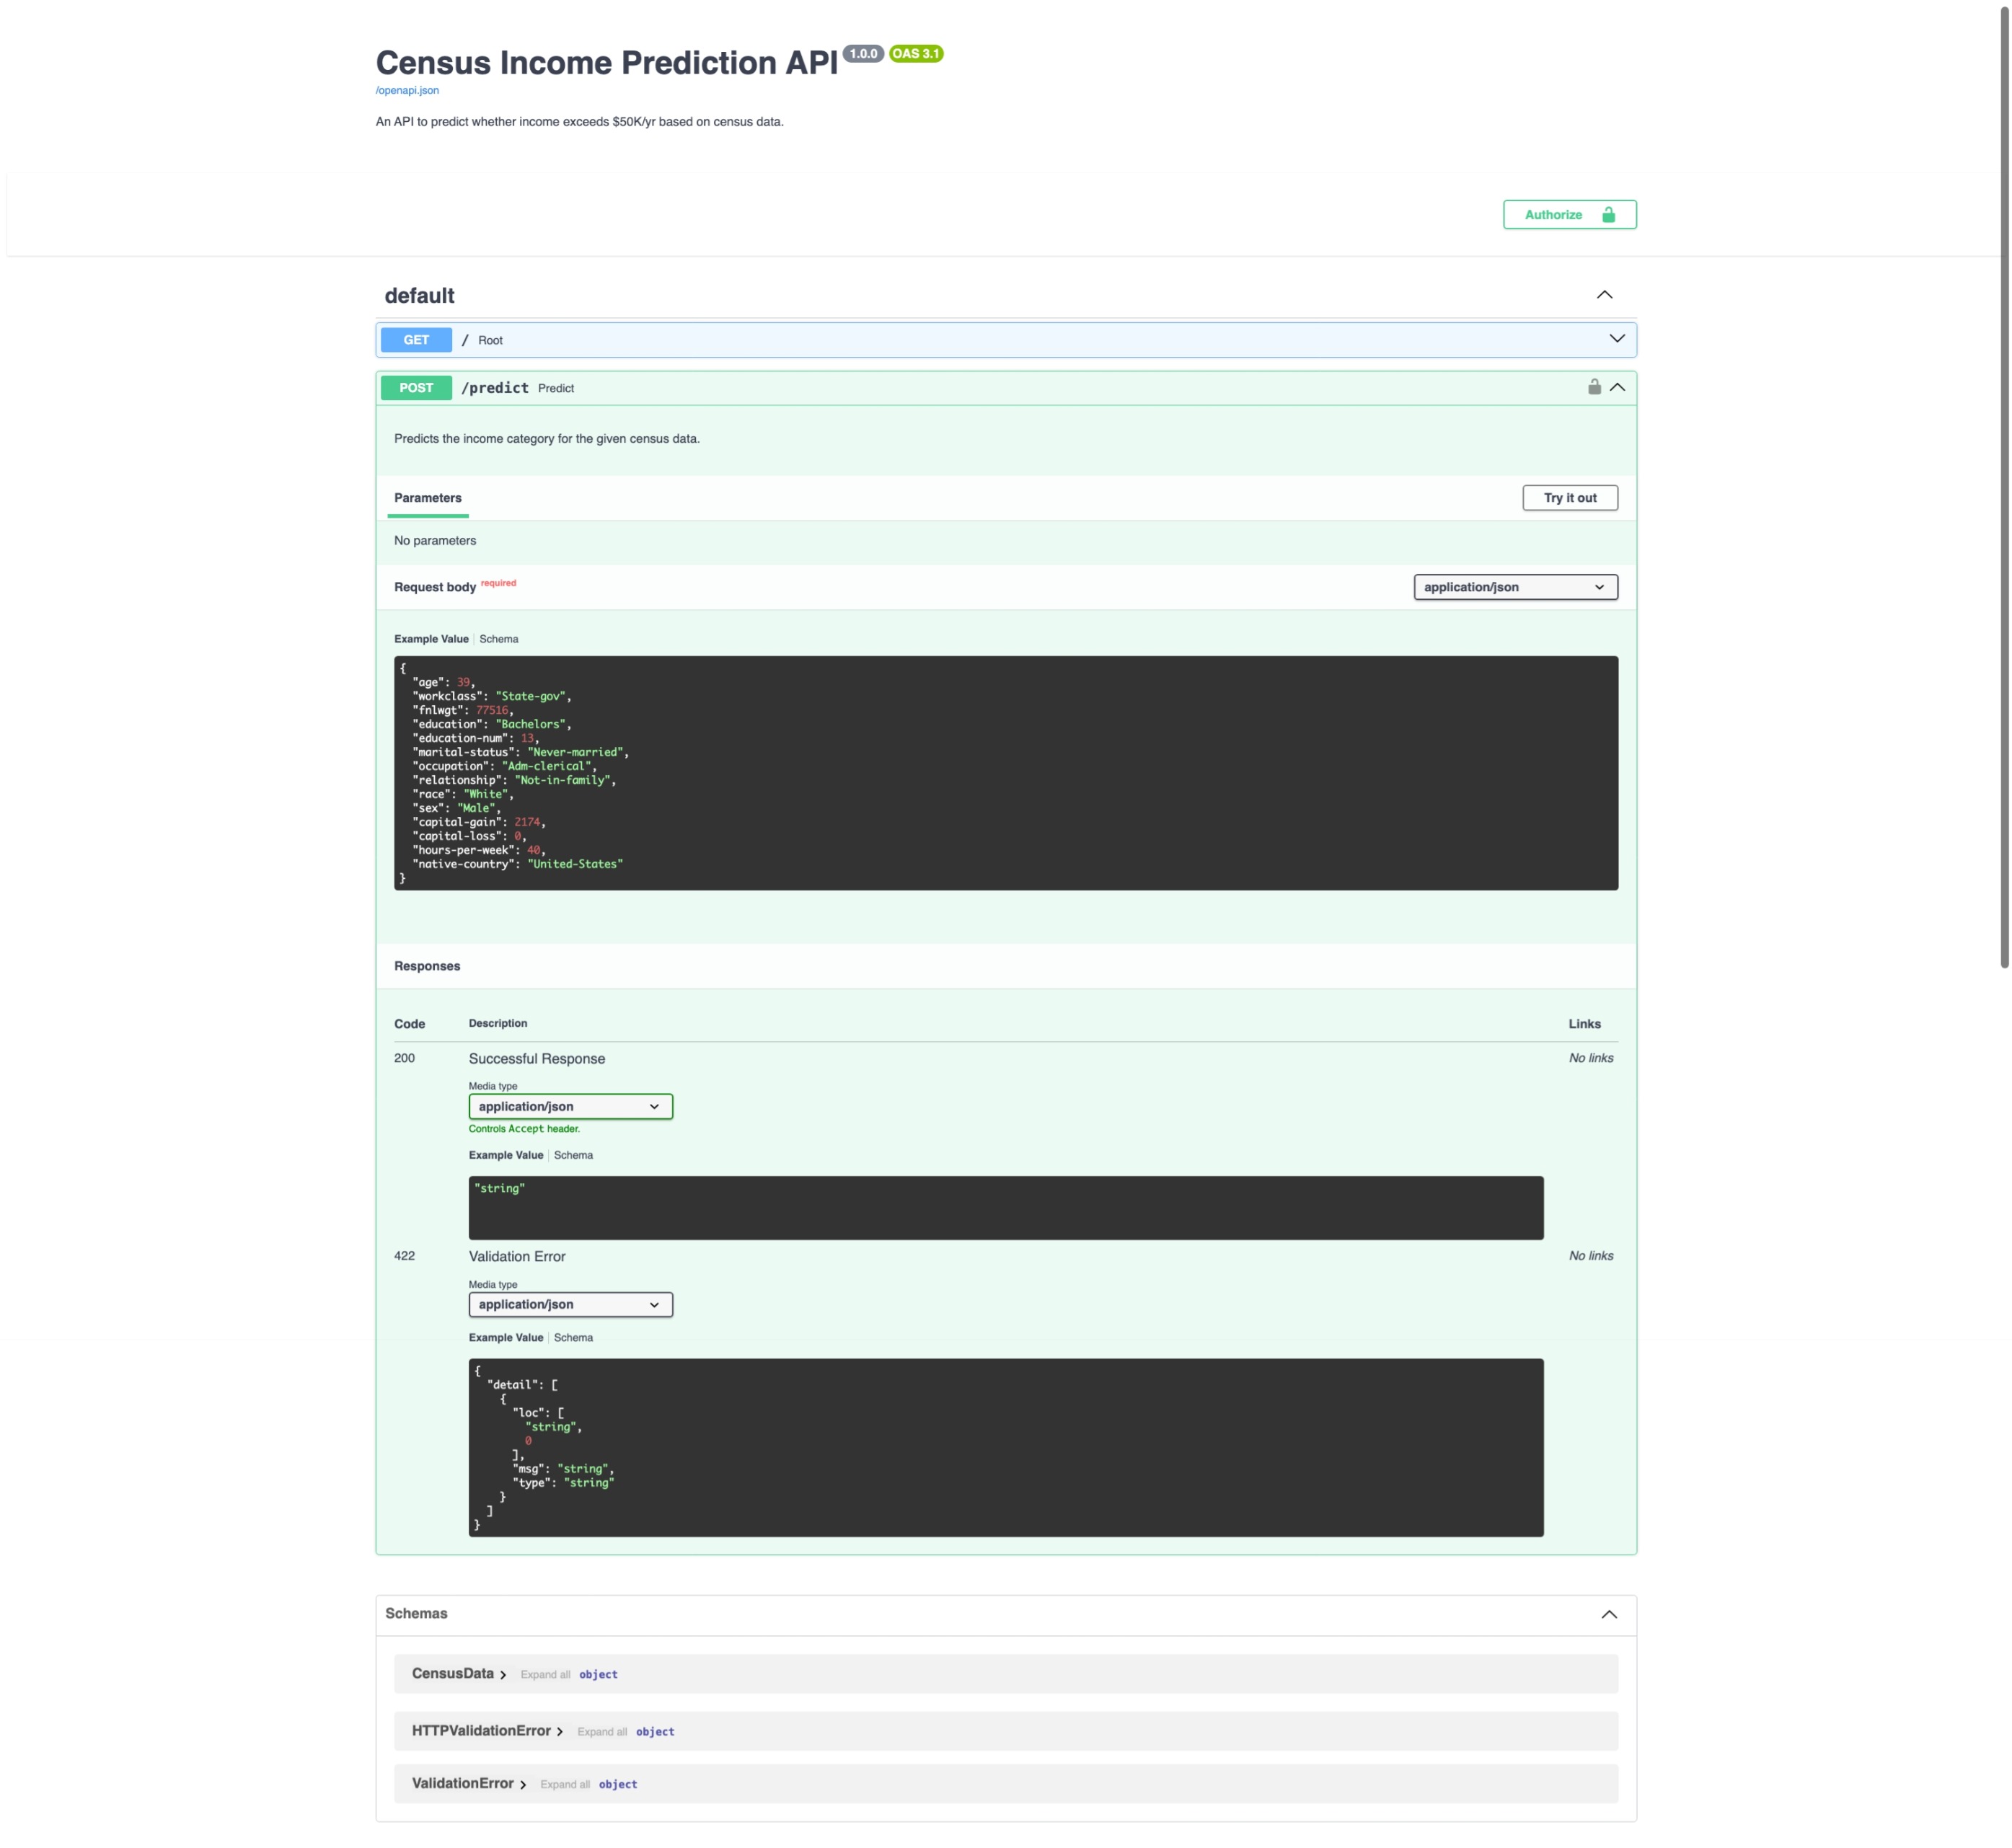 Census Income Prediction API 1.0.0 OAS 3.1
/openapi.json
An API to predict whether income exceeds $50K/yr based on census data.
Authorize
default
GET / Root
POST /predict Predict
Predicts the income category for the given census data.
Parameters Try it out
No parameters
Request body required application/json
Example Value Schema
{
  "age": 39,
  "workclass": "State-gov",
  "fnlwgt": 77516,
  "education": "Bachelors",
  "education-num": 13,
  "marital-status": "Never-married",
  "occupation": "Adm-clerical",
  "relationship": "Not-in-family",
  "race": "White",
  "sex": "Male",
  "capital-gain": 2174,
  "capital-loss": 0,
  "hours-per-week": 40,
  "native-country": "United-States"
}
Responses
Code Description Links
200 Successful Response No links
Media type
application/json
Controls Accept header.
Example Value Schema
"string"
422 Validation Error No links
Media type
application/json
Example Value Schema
{
  "detail": [
    {
      "loc": [
        "string",
        0
      ],
      "msg": "string",
      "type": "string"
    }
  ]
}
Schemas
CensusData Expand all object
HTTPValidationError Expand all object
ValidationError Expand all object